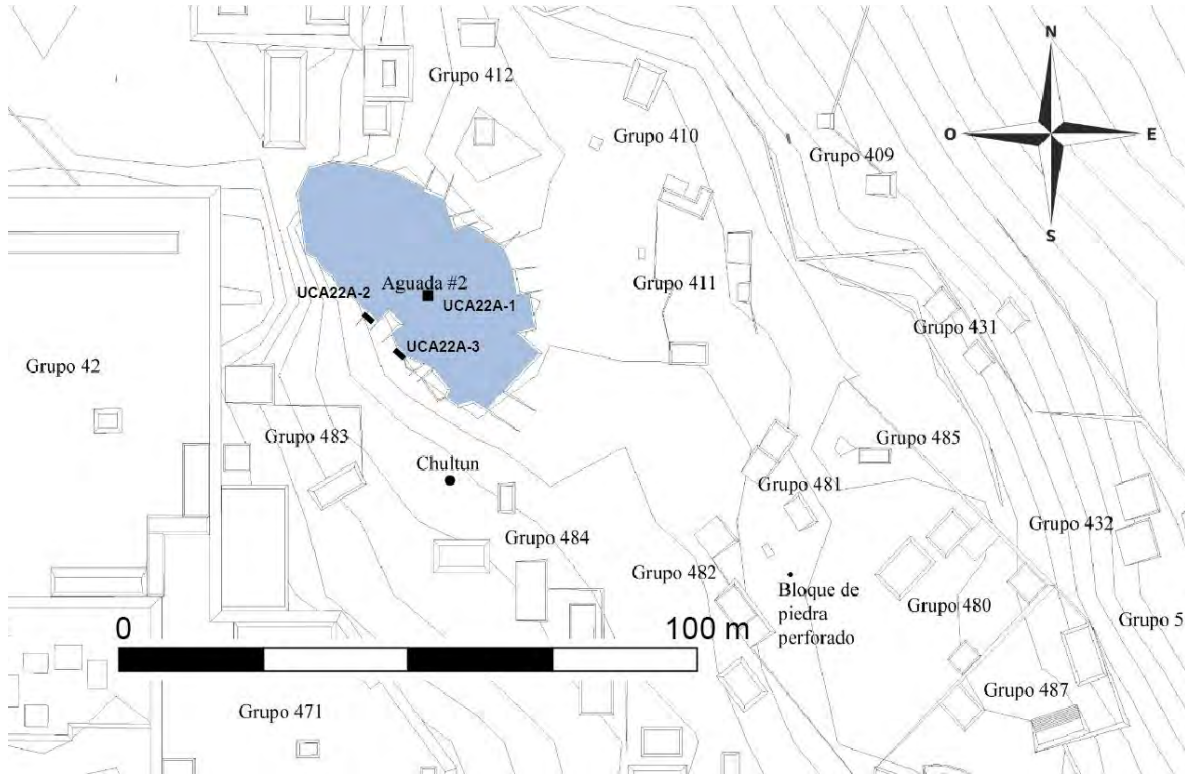 N
Grupo 412
Grupo 410
O
E
Grupo 409
S
Grupo 411
Aguada #2
UCA22A-2
UCA22A-1
Grupo 431
UCA22A-3
Grupo 42
Grupo 483
Grupo 485
Chultun
Grupo 481
Grupo 432
Grupo 484
Grupo 482
Bloque de
piedra
perforado
Grupo 480
Grupo 5
0
100 m
Grupo 487
Grupo 471